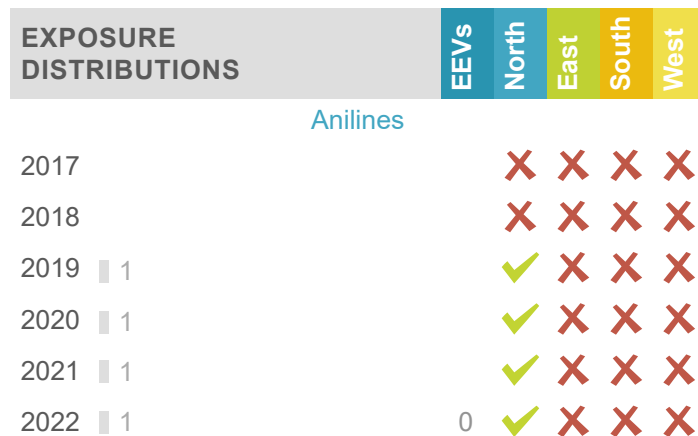 EXPOSURE
DISTRIBUTIONS
EEVs
North
East
South
West
Anilines
2017
2018
2019 1
2020 1
2021 1
2022 1 0